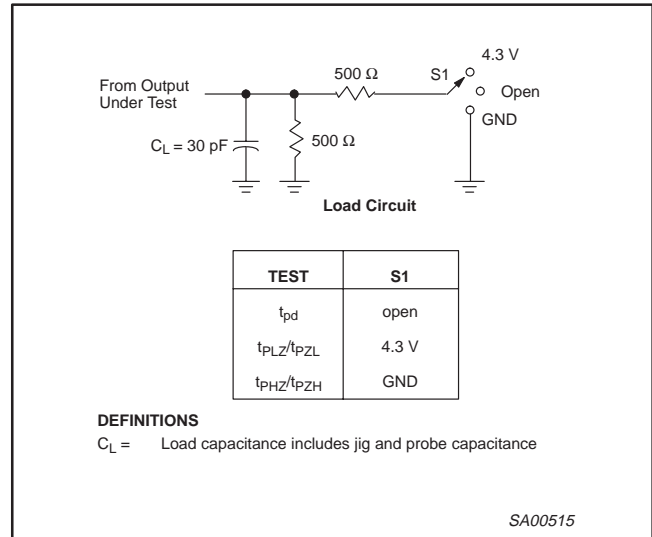 4.3 V
500 Ω
S1
From Output
Under Test
Open
GND
C_L = 30 pF
500 Ω
Load Circuit
TEST S1
t_pd open
t_PLZ/t_PZL 4.3 V
t_PHZ/t_PZH GND
DEFINITIONS
C_L = Load capacitance includes jig and probe capacitance
SA00515